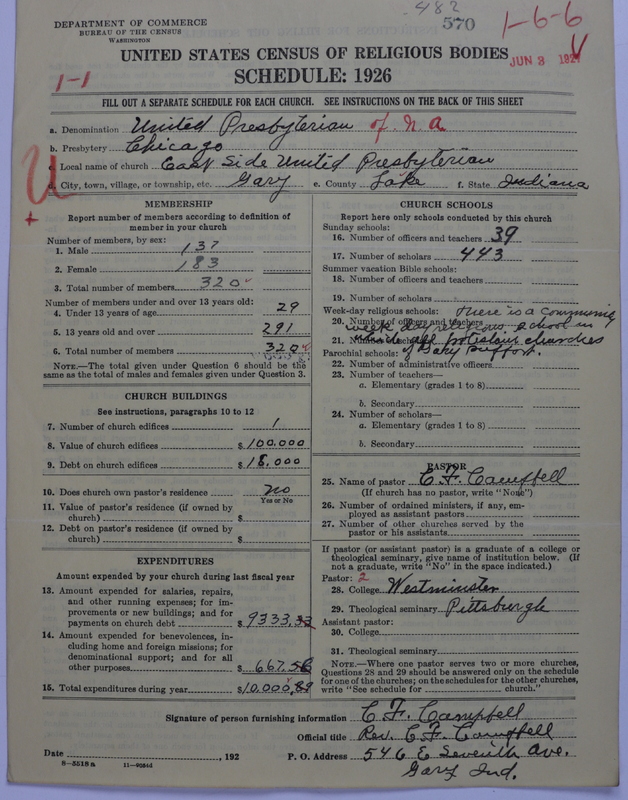 482
570
1-6-6
DEPARTMENT OF COMMERCE
BUREAU OF THE CENSUS
WASHINGTON
UNITED STATES CENSUS OF RELIGIOUS BODIES
JUN 3 192
1-1
SCHEDULE: 1926
FILL OUT A SEPARATE SCHEDULE FOR EACH CHURCH. SEE INSTRUCTIONS ON THE BACK OF THIS SHEET
a. Denomination United Presbyterian of N.A.
b. Presbytery Chicago
c. Local name of church East Side United Presbyterian
d. City, town, village, or township, etc. Gary e. County Lake f. State Indiana
U
+
MEMBERSHIP
Report number of members according to definition of
member in your church
Number of members, by sex:
1. Male 137
2. Female 183
3. Total number of members 320
Number of members under and over 13 years old:
4. Under 13 years of age 29
5. 13 years old and over 291
6. Total number of members 320
NOTE.—The total given under Question 6 should be the
same as the total of males and females given under Question 3.
CHURCH BUILDINGS
See instructions, paragraphs 10 to 12
7. Number of church edifices 1
8. Value of church edifices $ 100,000
9. Debt on church edifices $ 18,000
10. Does church own pastor's residence no
Yes or No
11. Value of pastor's residence (if owned by
church) $
12. Debt on pastor's residence (if owned by
church) $
EXPENDITURES
Amount expended by your church during last fiscal year
13. Amount expended for salaries, repairs,
and other running expenses; for im-
provements or new buildings; and for
payments on church debt $ 9333.33
14. Amount expended for benevolences, in-
cluding home and foreign missions; for
denominational support; and for all
other purposes $ 667.56
15. Total expenditures during year $10,000.89
CHURCH SCHOOLS
Report here only schools conducted by this church
Sunday schools:
16. Number of officers and teachers 39
17. Number of scholars 443
Summer vacation Bible schools:
18. Number of officers and teachers
19. Number of scholars
Week-day religious schools: There is a Community
20. Number of officers and teachers week day religious school in
21. Number of scholars which all protestant churches
Parochial schools: of Gary support.
22. Number of administrative officers
23. Number of teachers—
a. Elementary (grades 1 to 8)
b. Secondary
24. Number of scholars—
a. Elementary (grades 1 to 8)
b. Secondary
PASTOR
25. Name of pastor C. F. Campbell
(If church has no pastor, write "None")
26. Number of ordained ministers, if any, em-
ployed as assistant pastors
27. Number of other churches served by the
pastor or his assistants
If pastor (or assistant pastor) is a graduate of a college or
theological seminary, give name of institution below. (If
not a graduate, write "No" in the space indicated.)
Pastor: 2
28. College Westminster
29. Theological seminary Pittsburgh
Assistant pastor:
30. College
31. Theological seminary
NOTE.—Where one pastor serves two or more churches,
Questions 28 and 29 should be answered only on the schedule
for one of the churches; on the schedules for the other churches,
write "See schedule for church."
Signature of person furnishing information C. F. Campbell
Official title Rev. C. F. Campbell
Date , 192 P. O. Address 546 E Seventh Ave.
8-5518a 11-9054d Gary Ind.